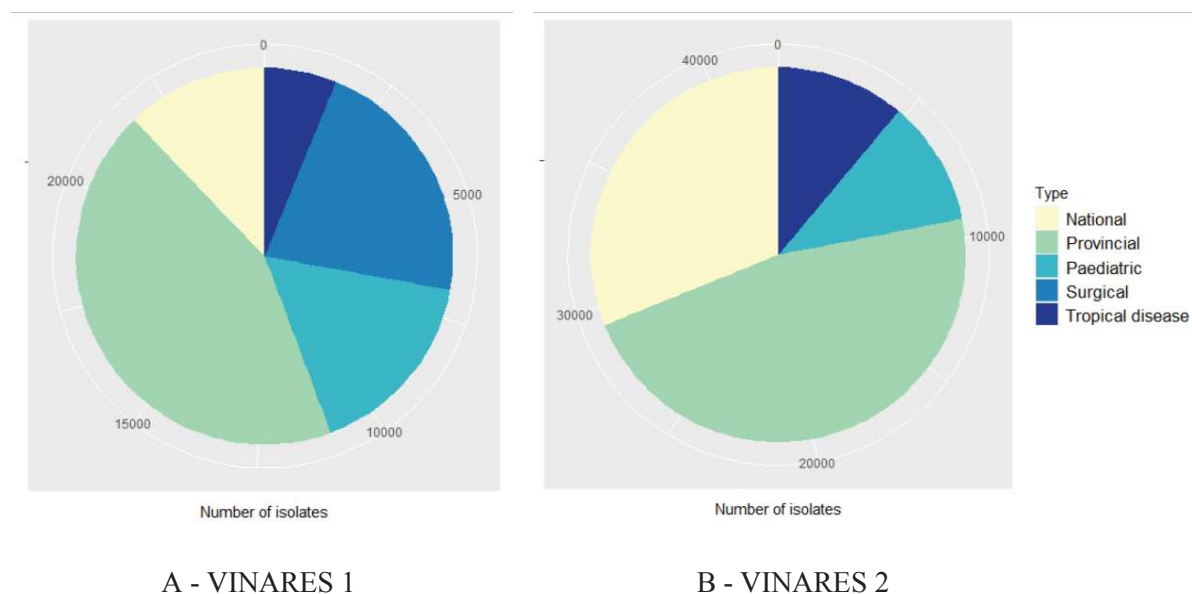 0
5000
10000
15000
20000
Number of isolates
A - VINARES 1
0
10000
20000
30000
40000
Number of isolates
B - VINARES 2
Type
National
Provincial
Paediatric
Surgical
Tropical disease